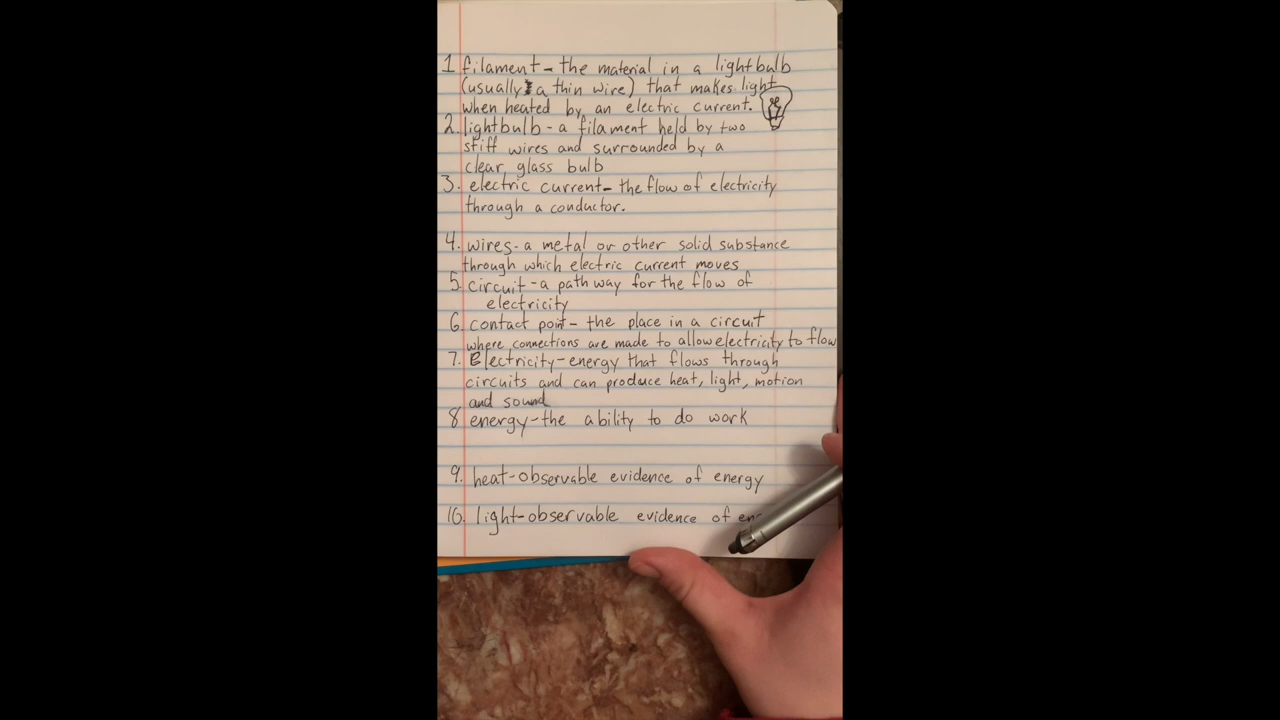 1 filament - the material in a lightbulb
(usually a thin wire) that makes light
when heated by an electric current.
2. lightbulb - a filament held by two
stiff wires and surrounded by a
clear glass bulb
3. electric current - the flow of electricity
through a conductor.
4. wires - a metal or other solid substance
through which electric current moves
5. circuit - a pathway for the flow of
electricity
6. contact point - the place in a circuit
where connections are made to allow electricity to flow
7. Electricity - energy that flows through
circuits and can produce heat, light, motion
and sound
8 energy - the ability to do work
9. heat - observable evidence of energy
10. light - observable evidence of